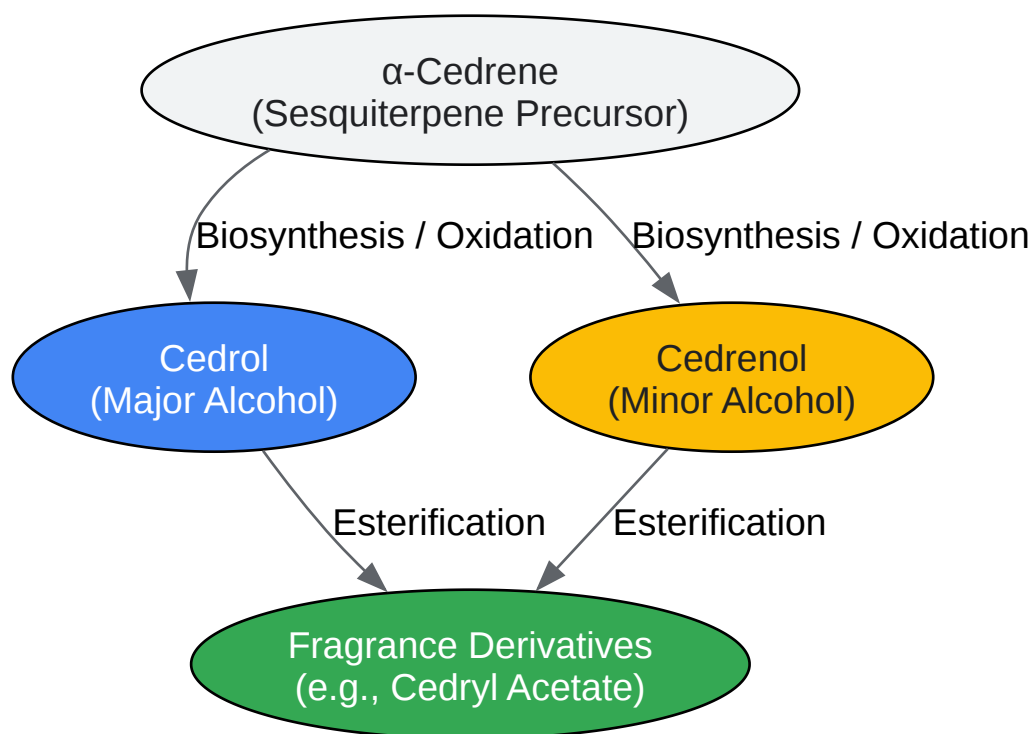 α-Cedrene
(Sesquiterpene Precursor)
Biosynthesis / Oxidation
Biosynthesis / Oxidation
Cedrol
(Major Alcohol)
Cedrenol
(Minor Alcohol)
Esterification
Esterification
Fragrance Derivatives
(e.g., Cedryl Acetate)